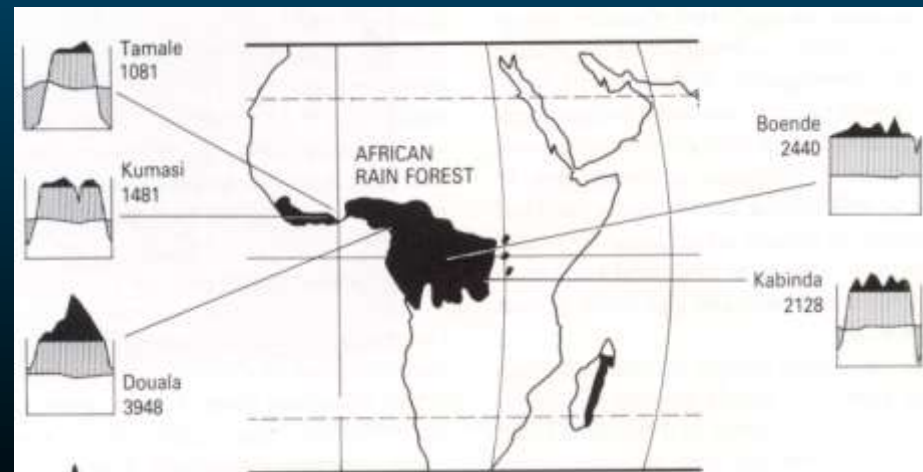 Tamale
1081
Kumasi
1481
Douala
3948
AFRICAN
RAIN FOREST
Boende
2440
Kabinda
2128